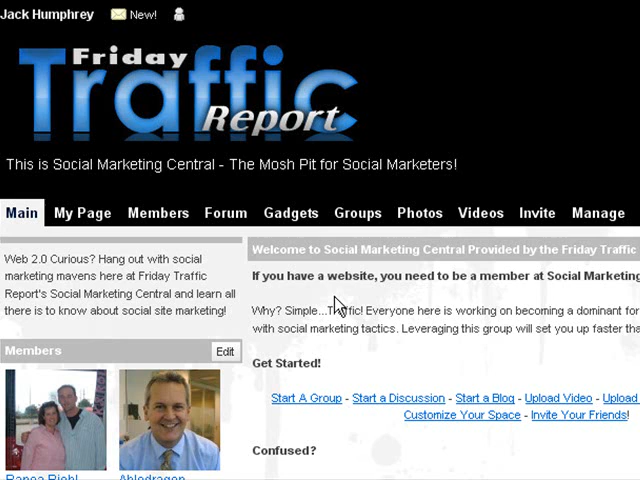 Jack Humphrey New!
Friday
Traffic
Report
This is Social Marketing Central - The Mosh Pit for Social Marketers!
Main My Page Members Forum Gadgets Groups Photos Videos Invite Manage
Web 2.0 Curious? Hang out with social
marketing mavens here at Friday Traffic
Report's Social Marketing Central and learn all
there is to know about social site marketing!
Members Edit
Welcome to Social Marketing Central Provided by the Friday Traffic
If you have a website, you need to be a member at Social Marketing
Why? Simple...Traffic! Everyone here is working on becoming a dominant for
with social marketing tactics. Leveraging this group will set you up faster tha
Get Started!
Start A Group - Start a Discussion - Start a Blog - Upload Video - Upload
Customize Your Space - Invite Your Friends!
Confused?